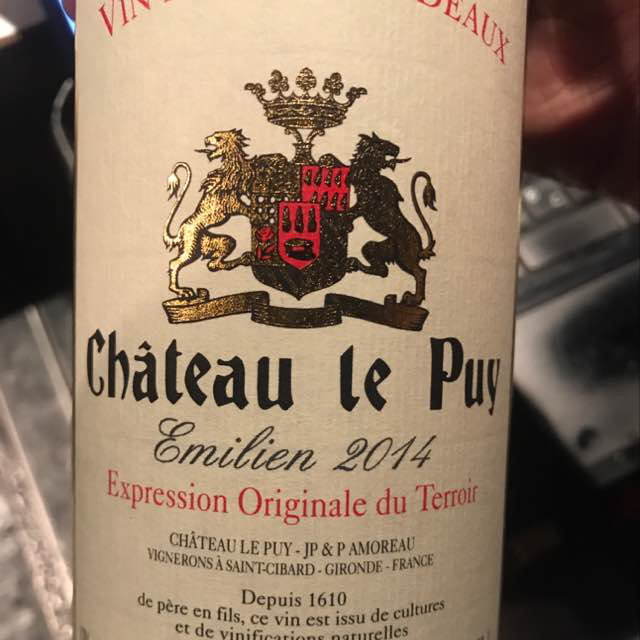 VIN
Château le Puy
Emilien 2014
Expression Originale du Terroir
CHÂTEAU LE PUY - JP & P AMOREAU
VIGNERONS À SAINT-CIBARD - GIRONDE - FRANCE
Depuis 1610
de père en fils, ce vin est issu de cultures
et de vinifications naturelles